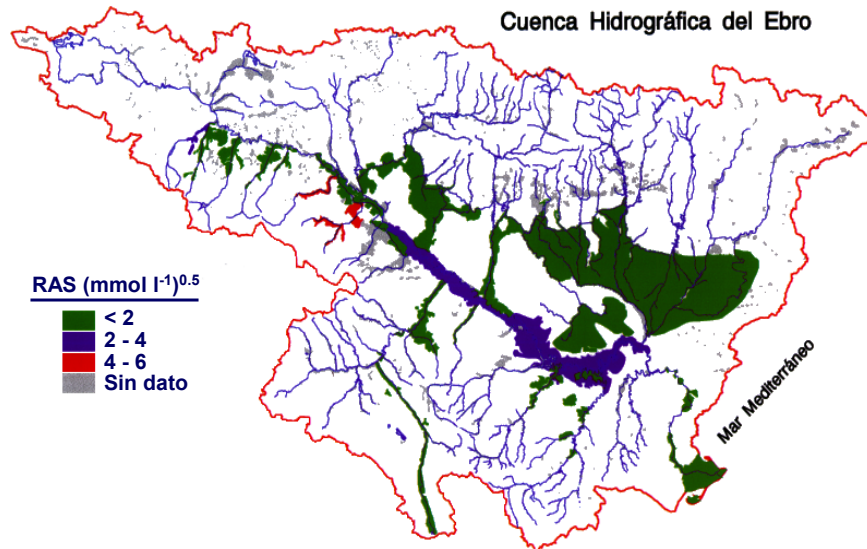 Cuenca Hidrográfica del Ebro
RAS (mmol l-1)0.5
< 2
2 - 4
4 - 6
Sin dato
Mar Mediterráneo